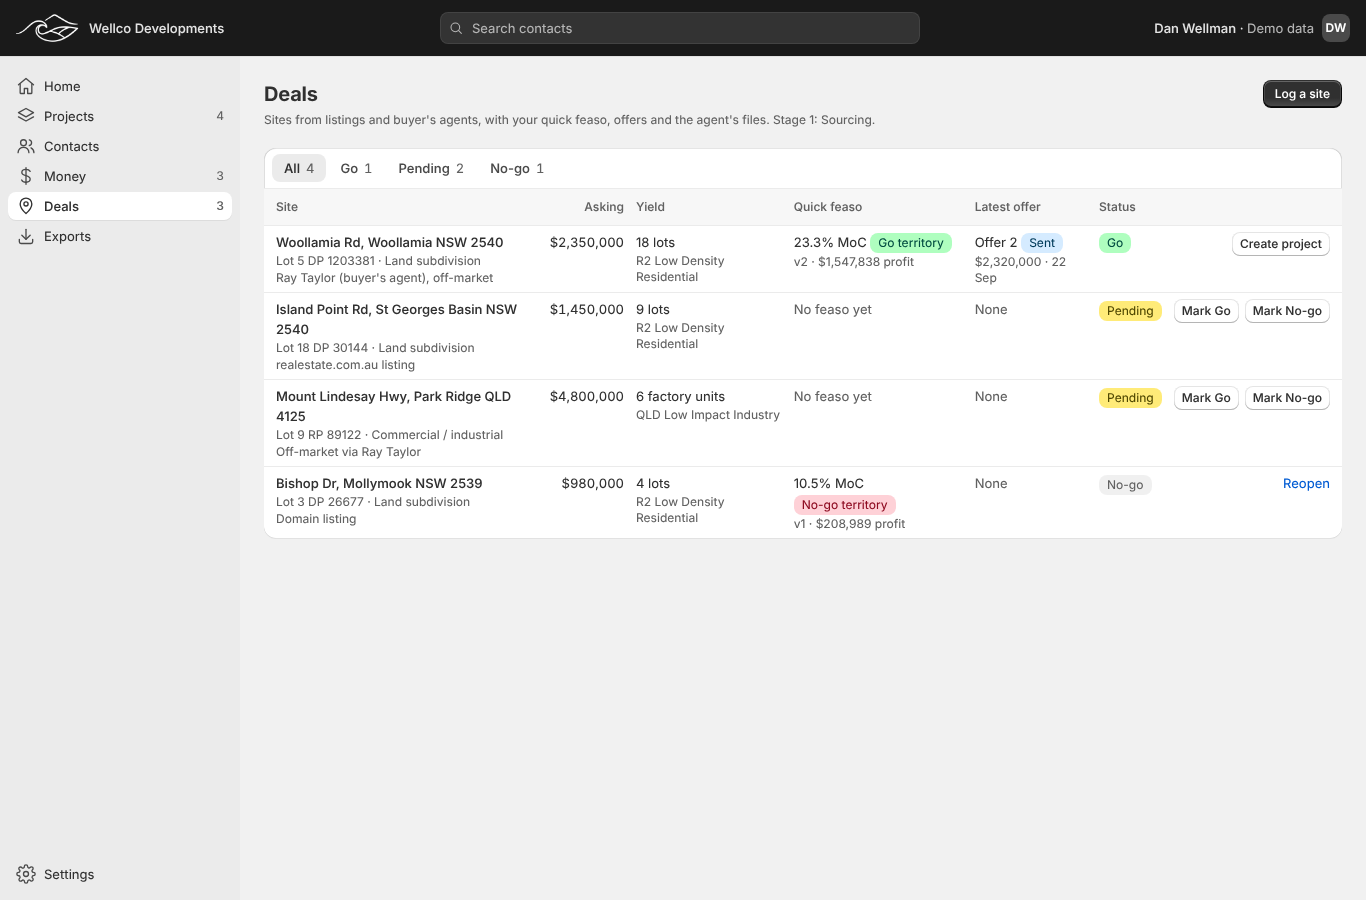 Wellco Developments
Search contacts
Dan Wellman · Demo data
DW
Home
Projects 4
Contacts
Money 3
Deals 3
Exports
Settings
Deals
Log a site
Sites from listings and buyer's agents, with your quick feaso, offers and the agent's files. Stage 1: Sourcing.
All 4
Go 1
Pending 2
No-go 1
Site
Asking
Yield
Quick feaso
Latest offer
Status
Woollamia Rd, Woollamia NSW 2540
Lot 5 DP 1203381 · Land subdivision
Ray Taylor (buyer's agent), off-market
$2,350,000
18 lots
R2 Low Density
Residential
23.3% MoC Go territory
v2 · $1,547,838 profit
Offer 2 Sent
$2,320,000 · 22
Sep
Go
Create project
Island Point Rd, St Georges Basin NSW
2540
Lot 18 DP 30144 · Land subdivision
realestate.com.au listing
$1,450,000
9 lots
R2 Low Density
Residential
No feaso yet
None
Pending
Mark Go
Mark No-go
Mount Lindesay Hwy, Park Ridge QLD
4125
Lot 9 RP 89122 · Commercial / industrial
Off-market via Ray Taylor
$4,800,000
6 factory units
QLD Low Impact Industry
No feaso yet
None
Pending
Mark Go
Mark No-go
Bishop Dr, Mollymook NSW 2539
Lot 3 DP 26677 · Land subdivision
Domain listing
$980,000
4 lots
R2 Low Density
Residential
10.5% MoC
No-go territory
v1 · $208,989 profit
None
No-go
Reopen